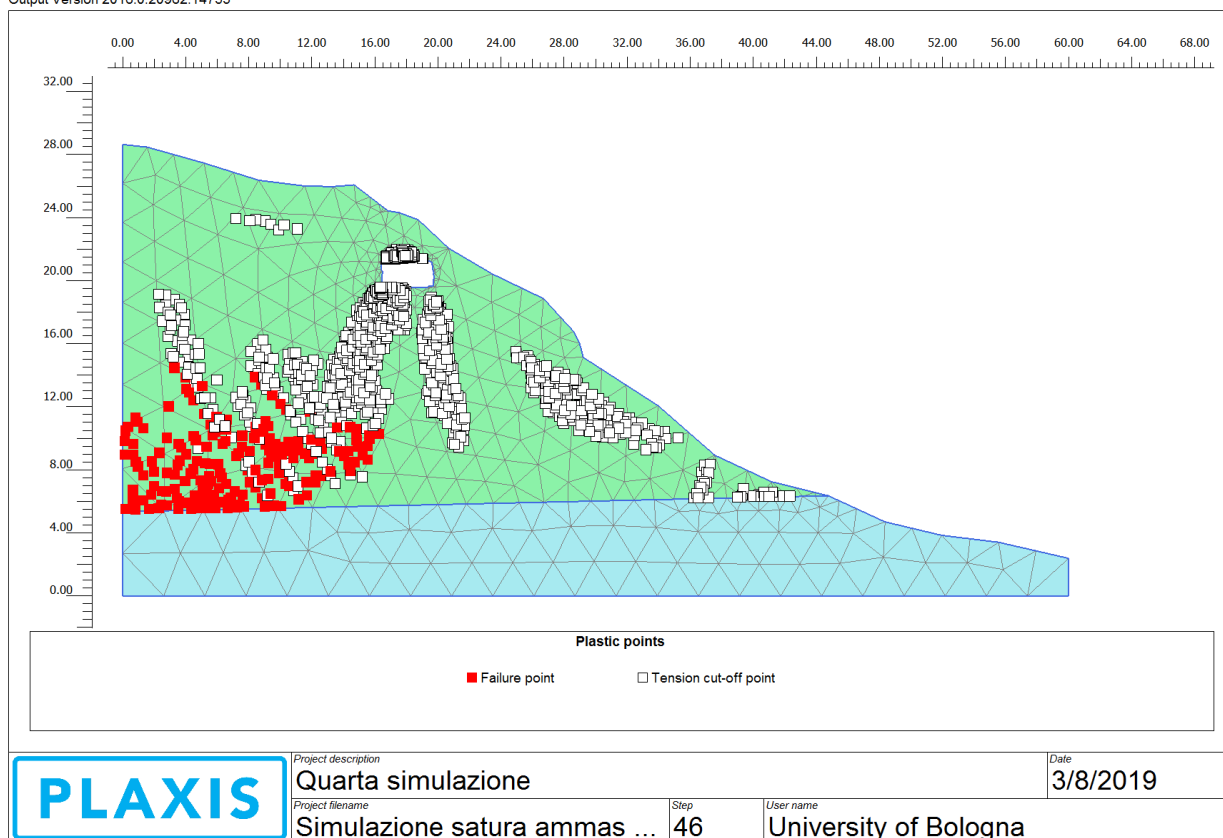 0.00 4.00 8.00 12.00 16.00 20.00 24.00 28.00 32.00 36.00 40.00 44.00 48.00 52.00 56.00 60.00 64.00 68.00
32.00
28.00
24.00
20.00
16.00
12.00
8.00
4.00
0.00
Plastic points
Failure point Tension cut-off point
PLAXIS
Project description
Quarta simulazione
Date
3/8/2019
Project filename
Simulazione satura ammas ...
Step
46
User name
University of Bologna